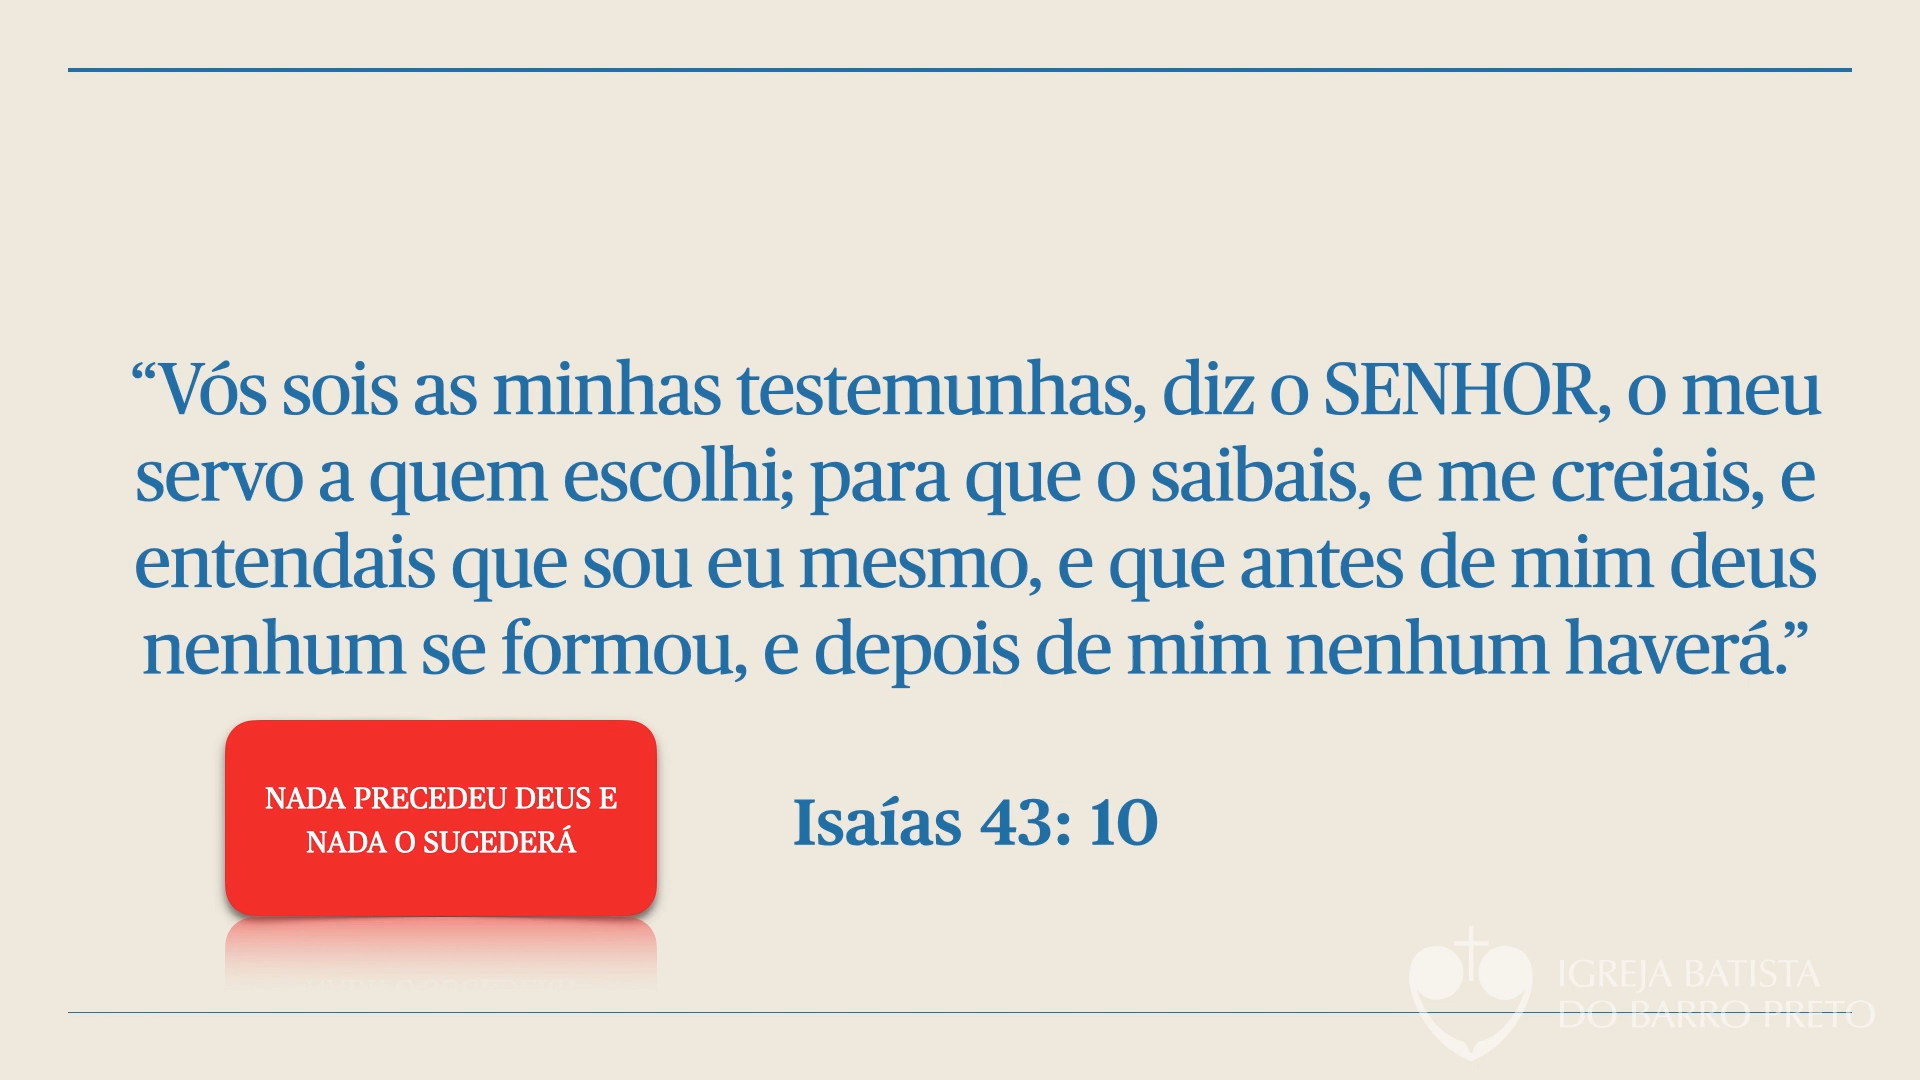 “Vós sois as minhas testemunhas, diz o SENHOR, o meu
servo a quem escolhi; para que o saibais, e me creiais, e
entendais que sou eu mesmo, e que antes de mim deus
nenhum se formou, e depois de mim nenhum haverá.”
NADA PRECEDEU DEUS E
NADA O SUCEDERÁ
Isaías 43: 10
IGREJA BATISTA
DO BARRO PRETO